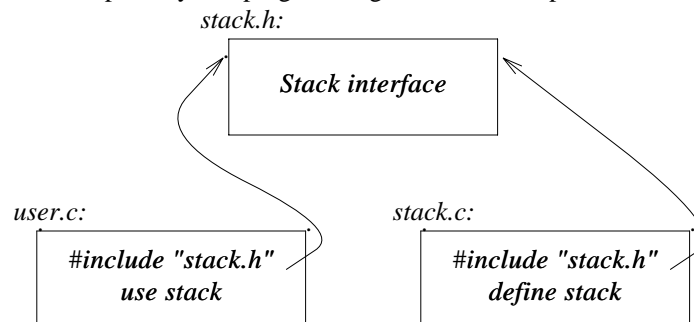 stack.h:
Stack interface
user.c:
stack.c:
#include "stack.h"
use stack
#include "stack.h"
define stack